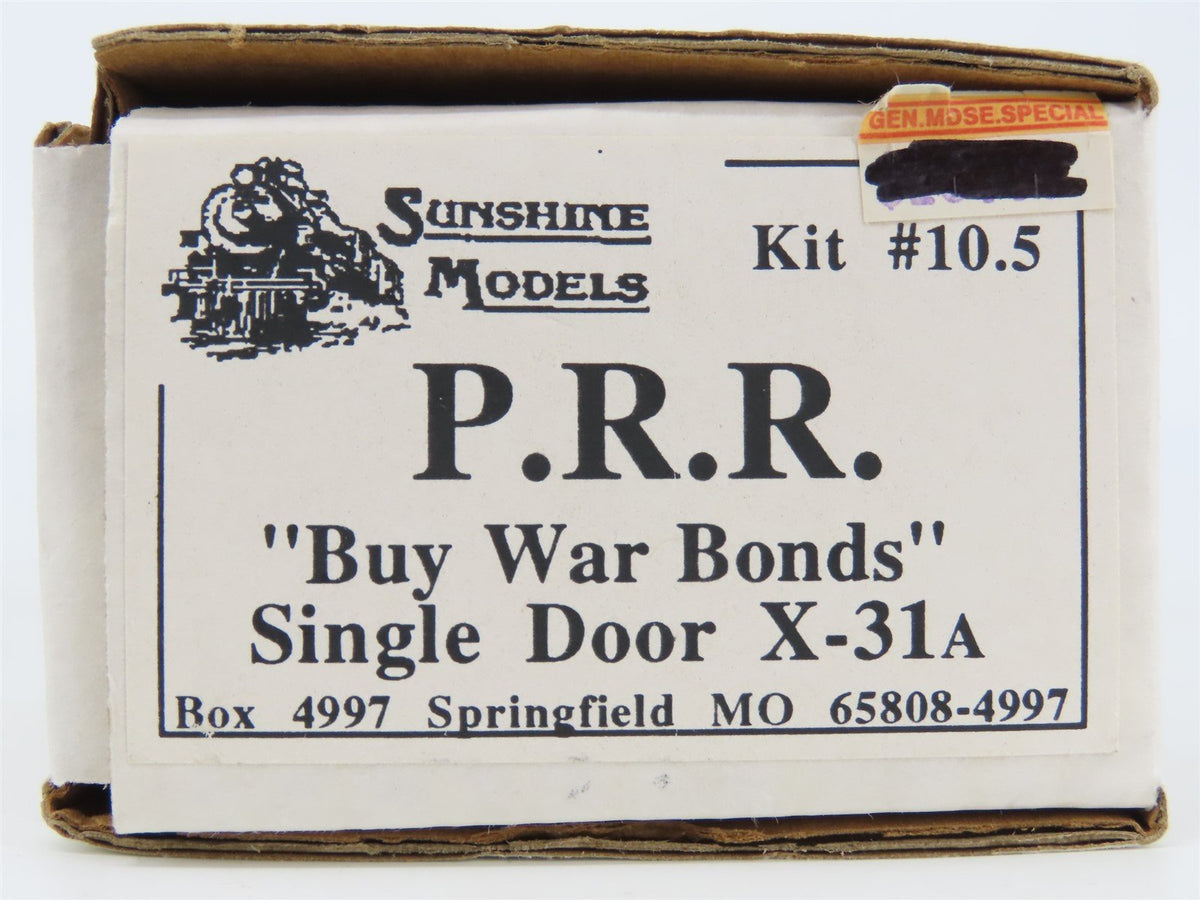 GEN.MOSE.SPECIAL
SUNSHINE
MODELS
Kit #10.5
P.R.R.
"Buy War Bonds"
Single Door X-31A
Box 4997 Springfield MO 65808-4997